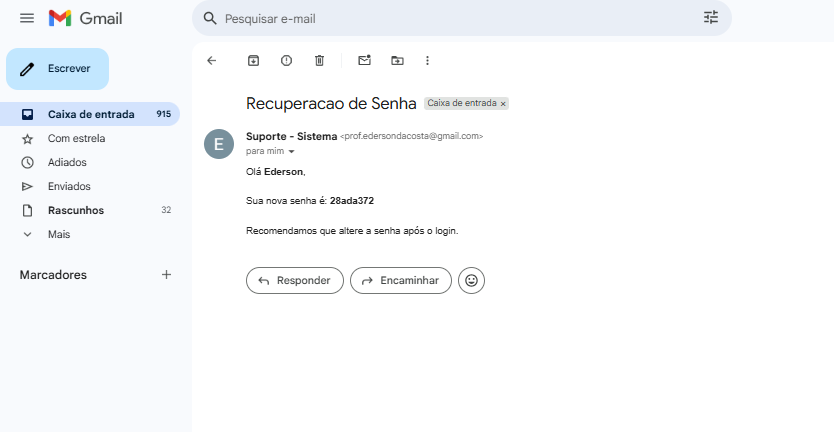 Gmail
Pesquisar e-mail
Escrever
Caixa de entrada 915
Com estrela
Adiados
Enviados
Rascunhos 32
Mais
Marcadores
Recuperacao de Senha Caixa de entrada x
E
Suporte - Sistema <prof.edersondacosta@gmail.com>
para mim
Olá Ederson,
Sua nova senha é: 28ada372
Recomendamos que altere a senha após o login.
Responder Encaminhar